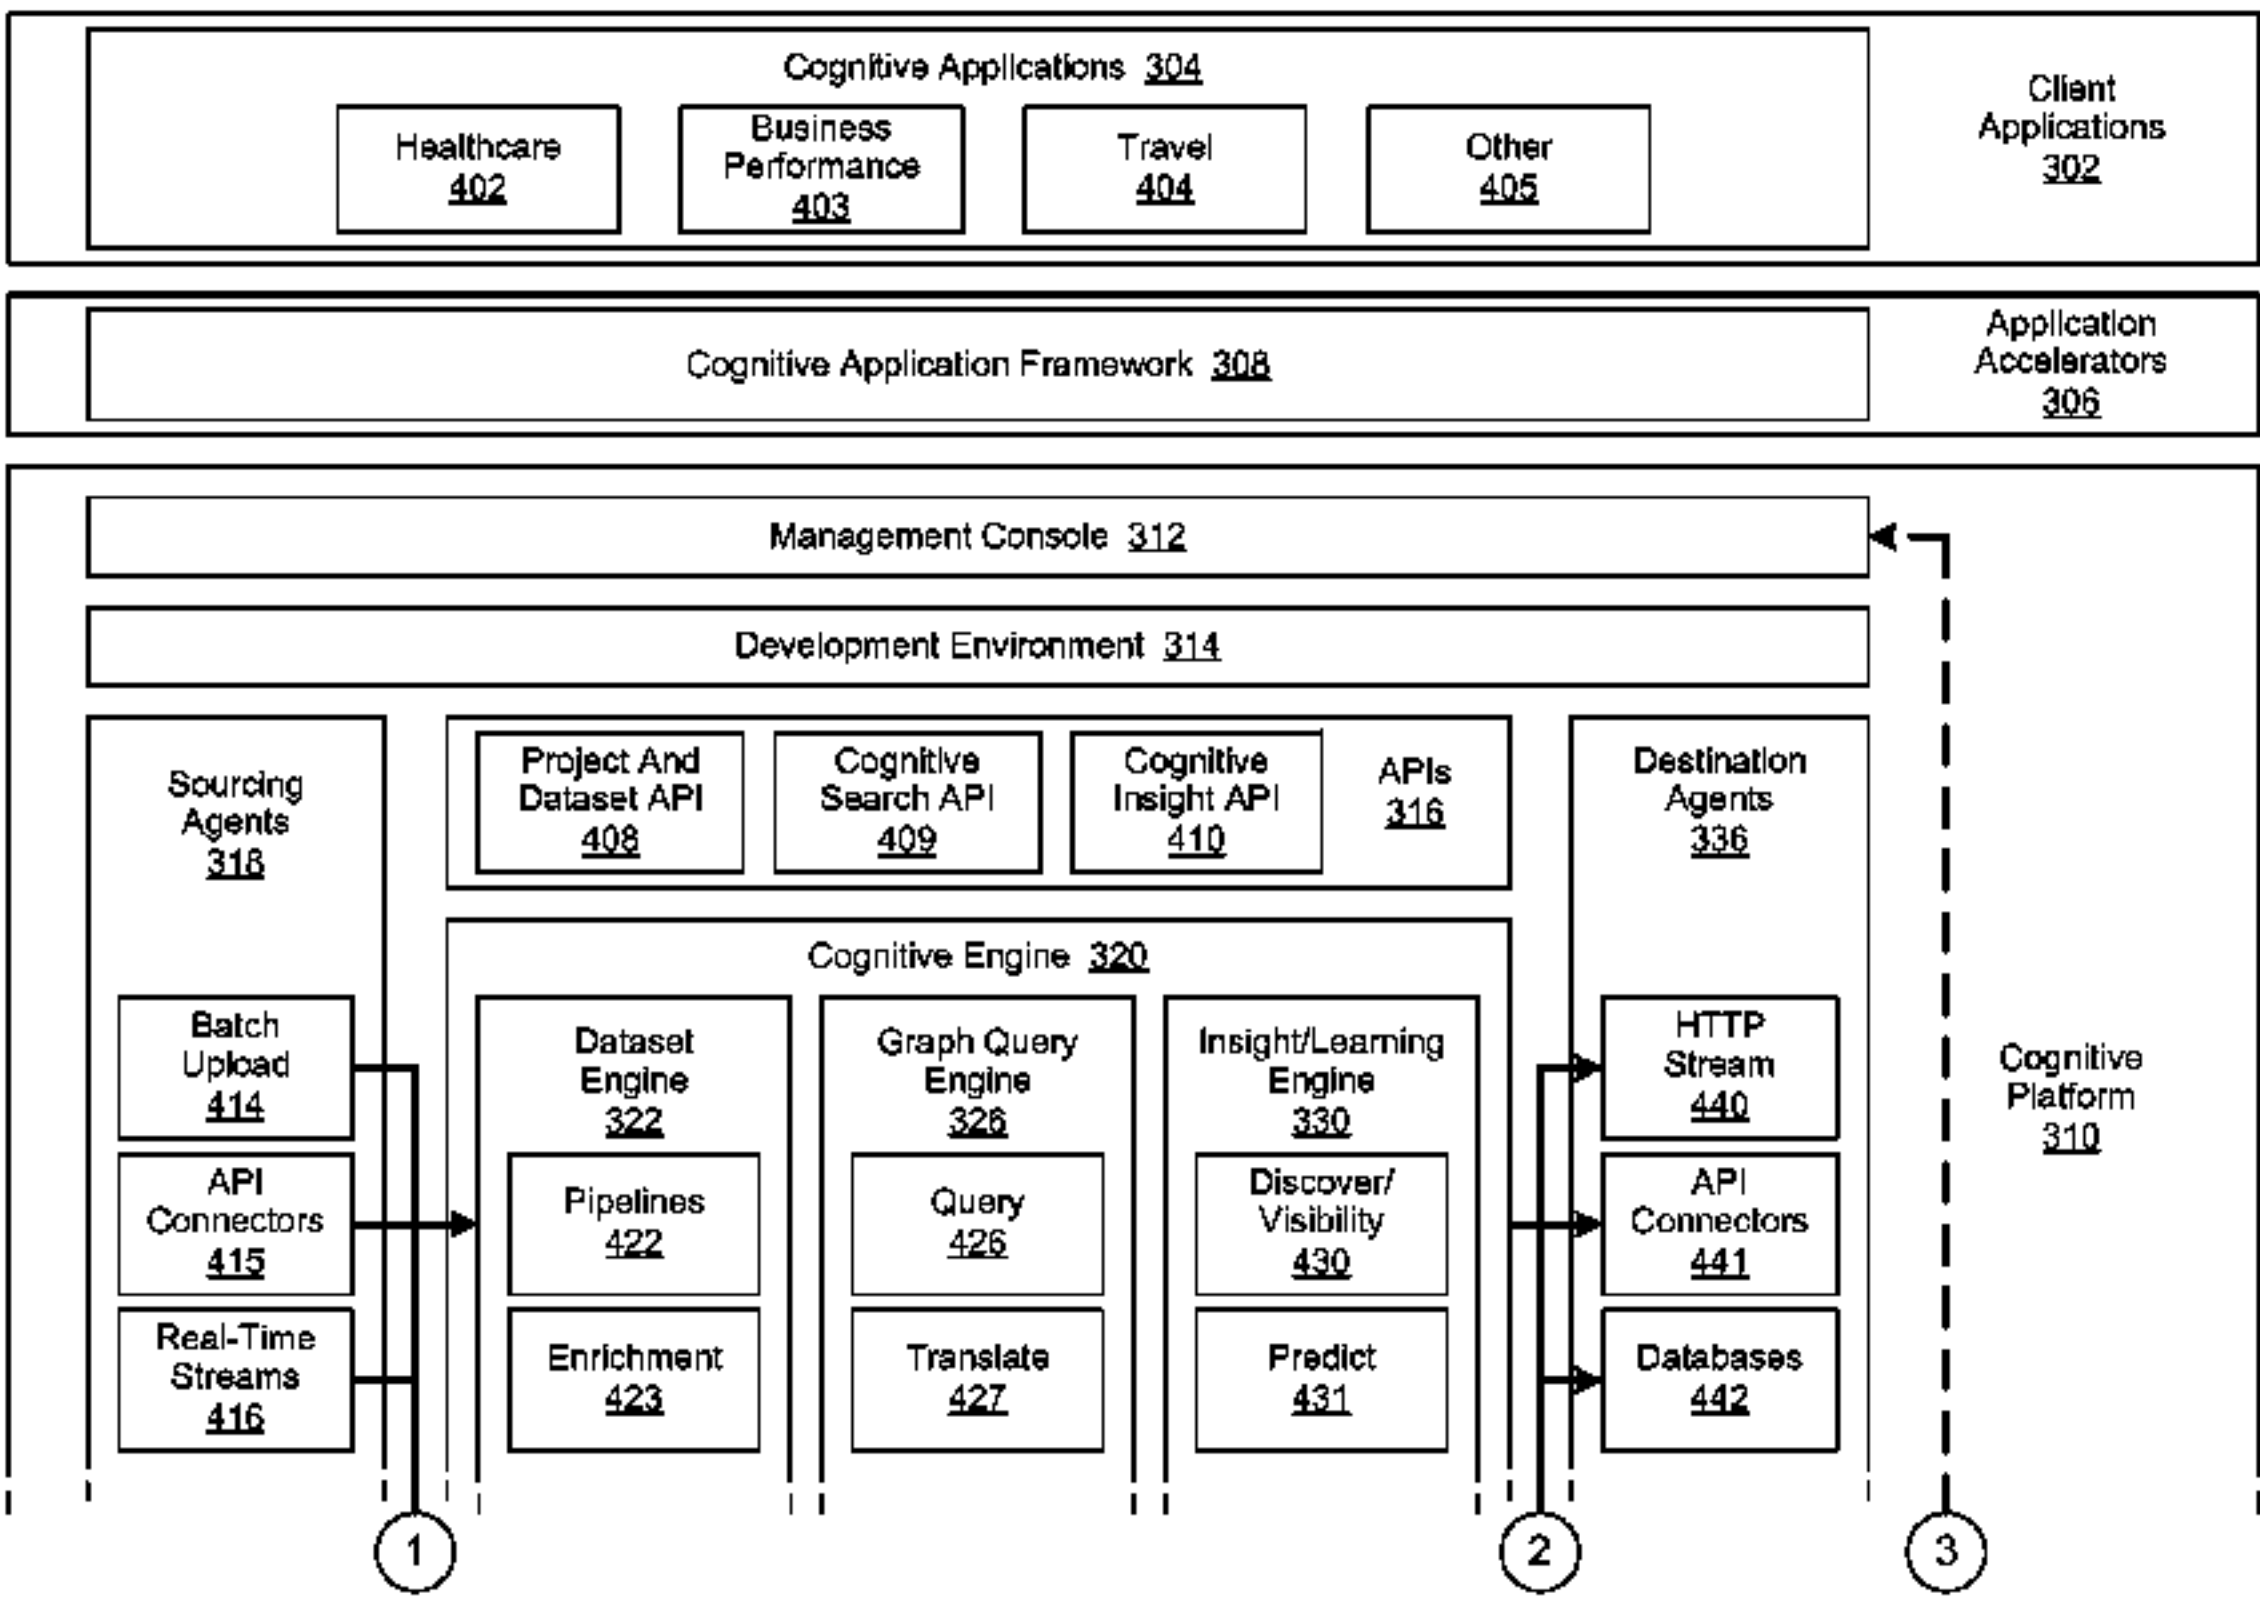 Cognitive Applications 304
Healthcare
402
Business
Performance
403
Travel
404
Other
405
Client
Applications
302
Cognitive Application Framework 308
Application
Accelerators
306
Management Console 312
Development Environment 314
Sourcing
Agents
318
Project And
Dataset API
408
Cognitive
Search API
409
Cognitive
Insight API
410
APIs
316
Destination
Agents
336
Cognitive Engine 320
Batch
Upload
414
API
Connectors
415
Real-Time
Streams
416
Dataset
Engine
322
Pipelines
422
Enrichment
423
Graph Query
Engine
326
Query
426
Translate
427
Insight/Learning
Engine
330
Discover/
Visibility
430
Predict
431
HTTP
Stream
440
API
Connectors
441
Databases
442
Cognitive
Platform
310
1
2
3